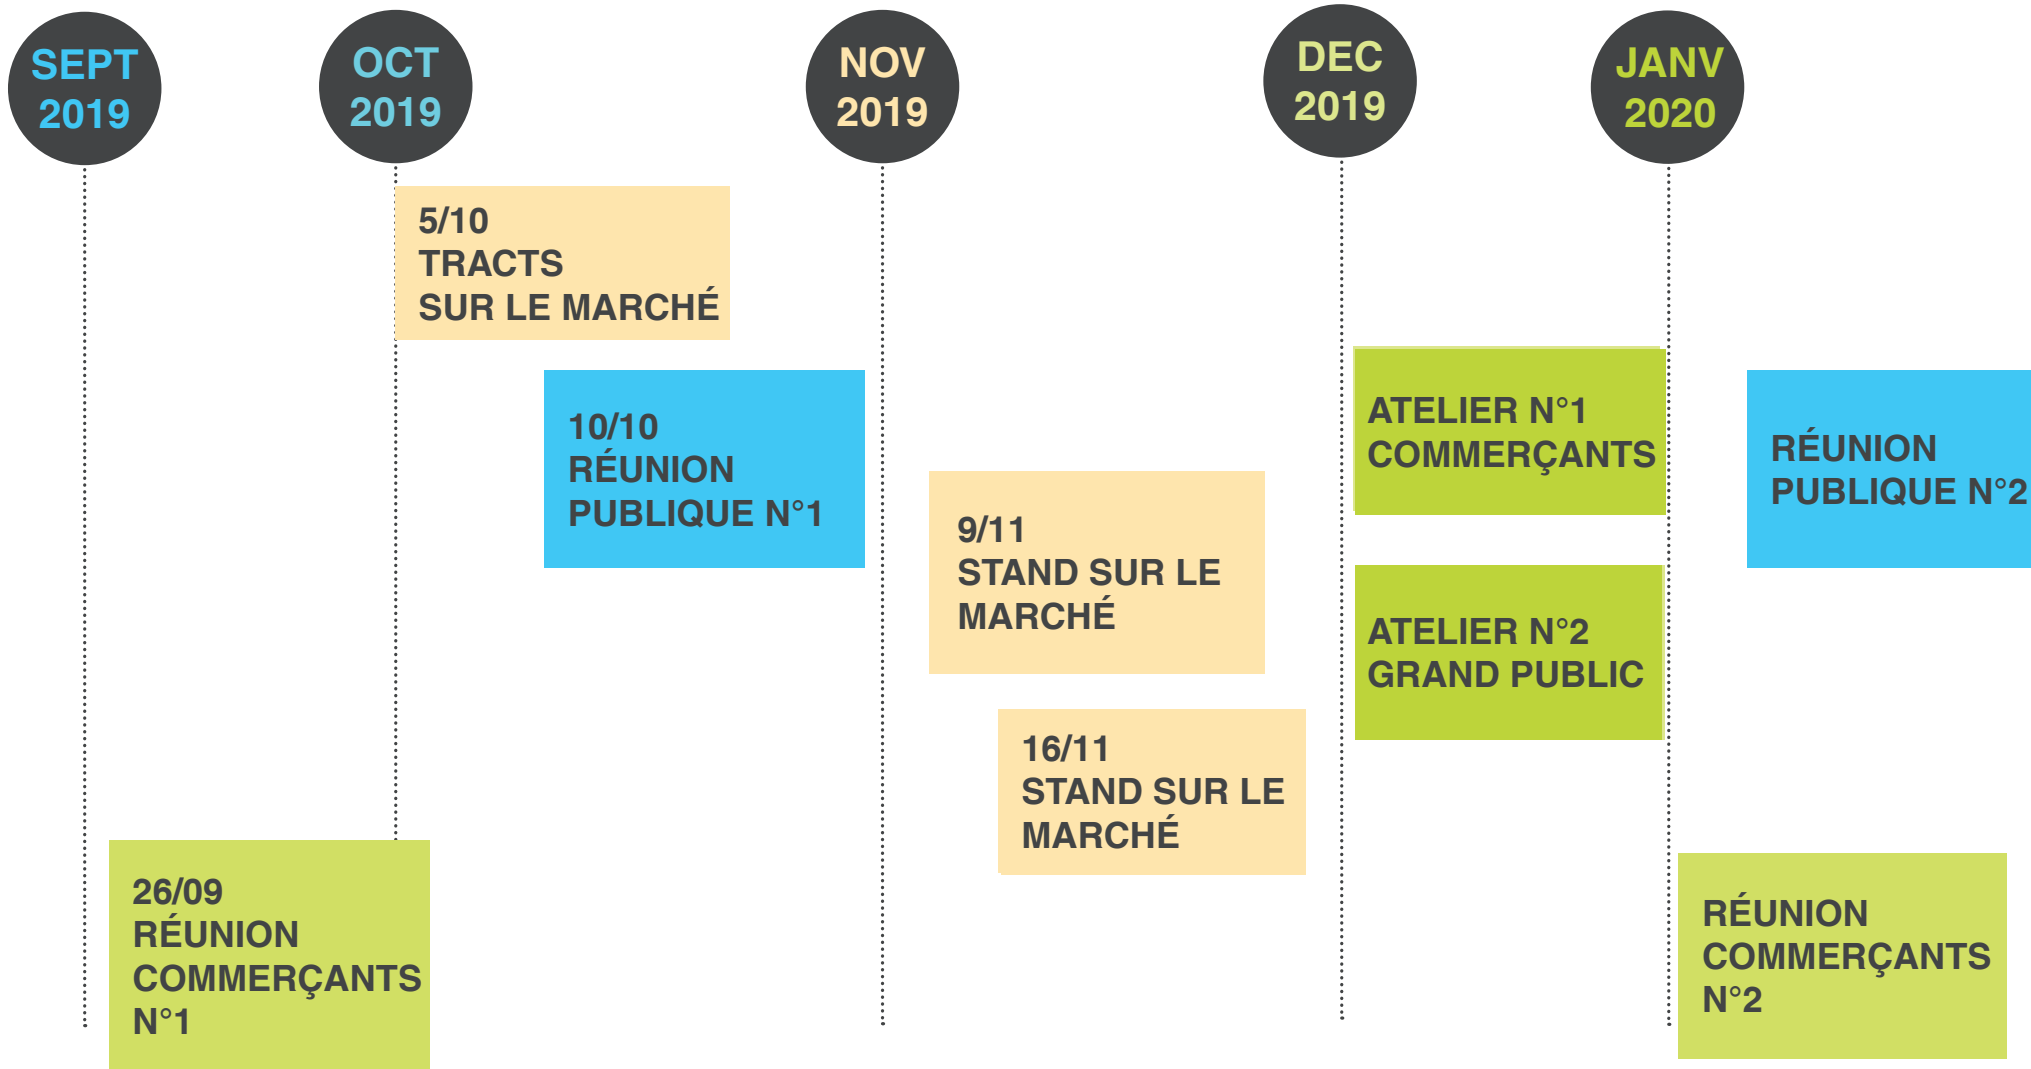 SEPT
2019
OCT
2019
NOV
2019
DEC
2019
JANV
2020
5/10
TRACTS
SUR LE MARCHÉ
10/10
RÉUNION
PUBLIQUE N°1
9/11
STAND SUR LE
MARCHÉ
16/11
STAND SUR LE
MARCHÉ
ATELIER N°1
COMMERÇANTS
ATELIER N°2
GRAND PUBLIC
RÉUNION
PUBLIQUE N°2
26/09
RÉUNION
COMMERÇANTS
N°1
RÉUNION
COMMERÇANTS
N°2